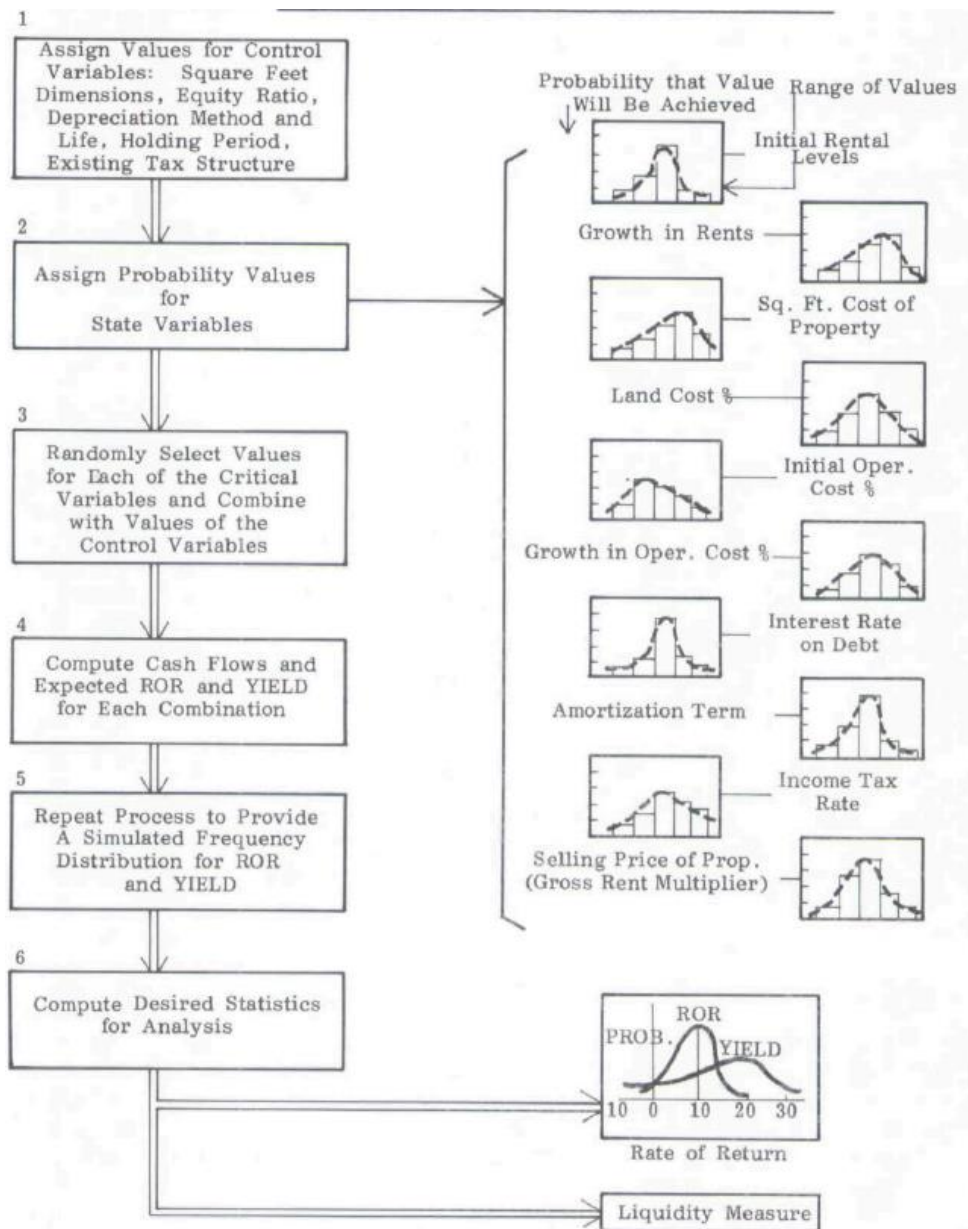 1
Assign Values for Control
Variables: Square Feet
Dimensions, Equity Ratio,
Depreciation Method and
Life, Holding Period,
Existing Tax Structure
2
Assign Probability Values
for
State Variables
3
Randomly Select Values
for Each of the Critical
Variables and Combine
with Values of the
Control Variables
4
Compute Cash Flows and
Expected ROR and YIELD
for Each Combination
5
Repeat Process to Provide
A Simulated Frequency
Distribution for ROR
and YIELD
6
Compute Desired Statistics
for Analysis
Probability that Value
Will Be Achieved
Range of Values
Initial Rental
Levels
Growth in Rents
Sq. Ft. Cost of
Property
Land Cost %
Initial Oper.
Cost %
Growth in Oper. Cost %
Interest Rate
on Debt
Amortization Term
Income Tax
Rate
Selling Price of Prop.
(Gross Rent Multiplier)
ROR
PROB.
YIELD
10 0 10 20 30
Rate of Return
Liquidity Measure